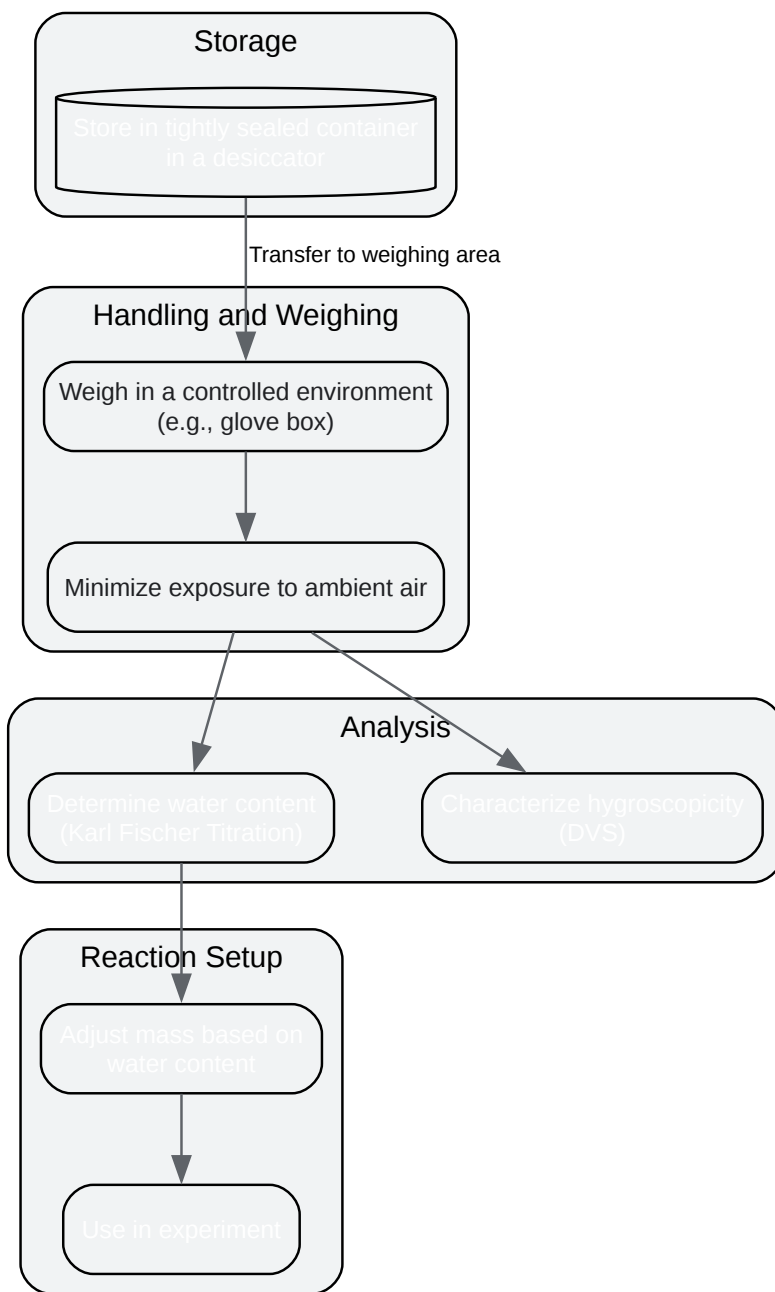 Storage
Store in tightly sealed container
in a desiccator
Transfer to weighing area
Handling and Weighing
Weigh in a controlled environment
(e.g., glove box)
Minimize exposure to ambient air
Analysis
Determine water content
(Karl Fischer Titration)
Characterize hygroscopicity
(DVS)
Reaction Setup
Adjust mass based on
water content
Use in experiment